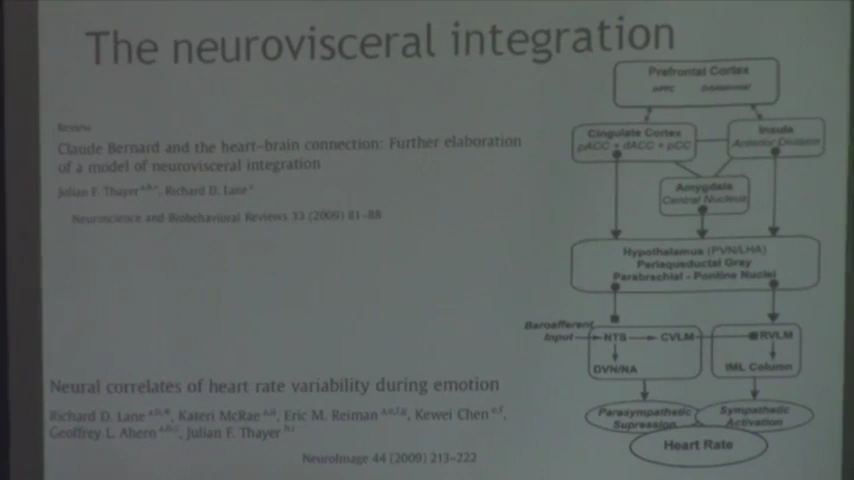 The neurovisceral integration
Review
Claude Bernard and the heart–brain connection: Further elaboration
of a model of neurovisceral integration
Julian F. Thayer a,b,*, Richard D. Lane c
Neuroscience and Biobehavioral Reviews 33 (2009) 81–88
Neural correlates of heart rate variability during emotion
Richard D. Lane a,b,*, Kateri McRae a,d, Eric M. Reiman a,e,f,g, Kewei Chen e,f,
Geoffrey L. Ahern a,b,c, Julian F. Thayer h,i
NeuroImage 44 (2009) 213–222
Prefrontal Cortex
Cingulate Cortex
pACC + dACC + pCC
Insula
Anterior Division
Amygdala
Central Nucleus
Hypothalamus (PVN/LHA)
Periaqueductal Gray
Parabrachial - Pontine Nuclei
Baroafferent
Input
NTS
CVLM
RVLM
DVN/NA
IML Column
Parasympathetic
Supression
Sympathetic
Activation
Heart Rate